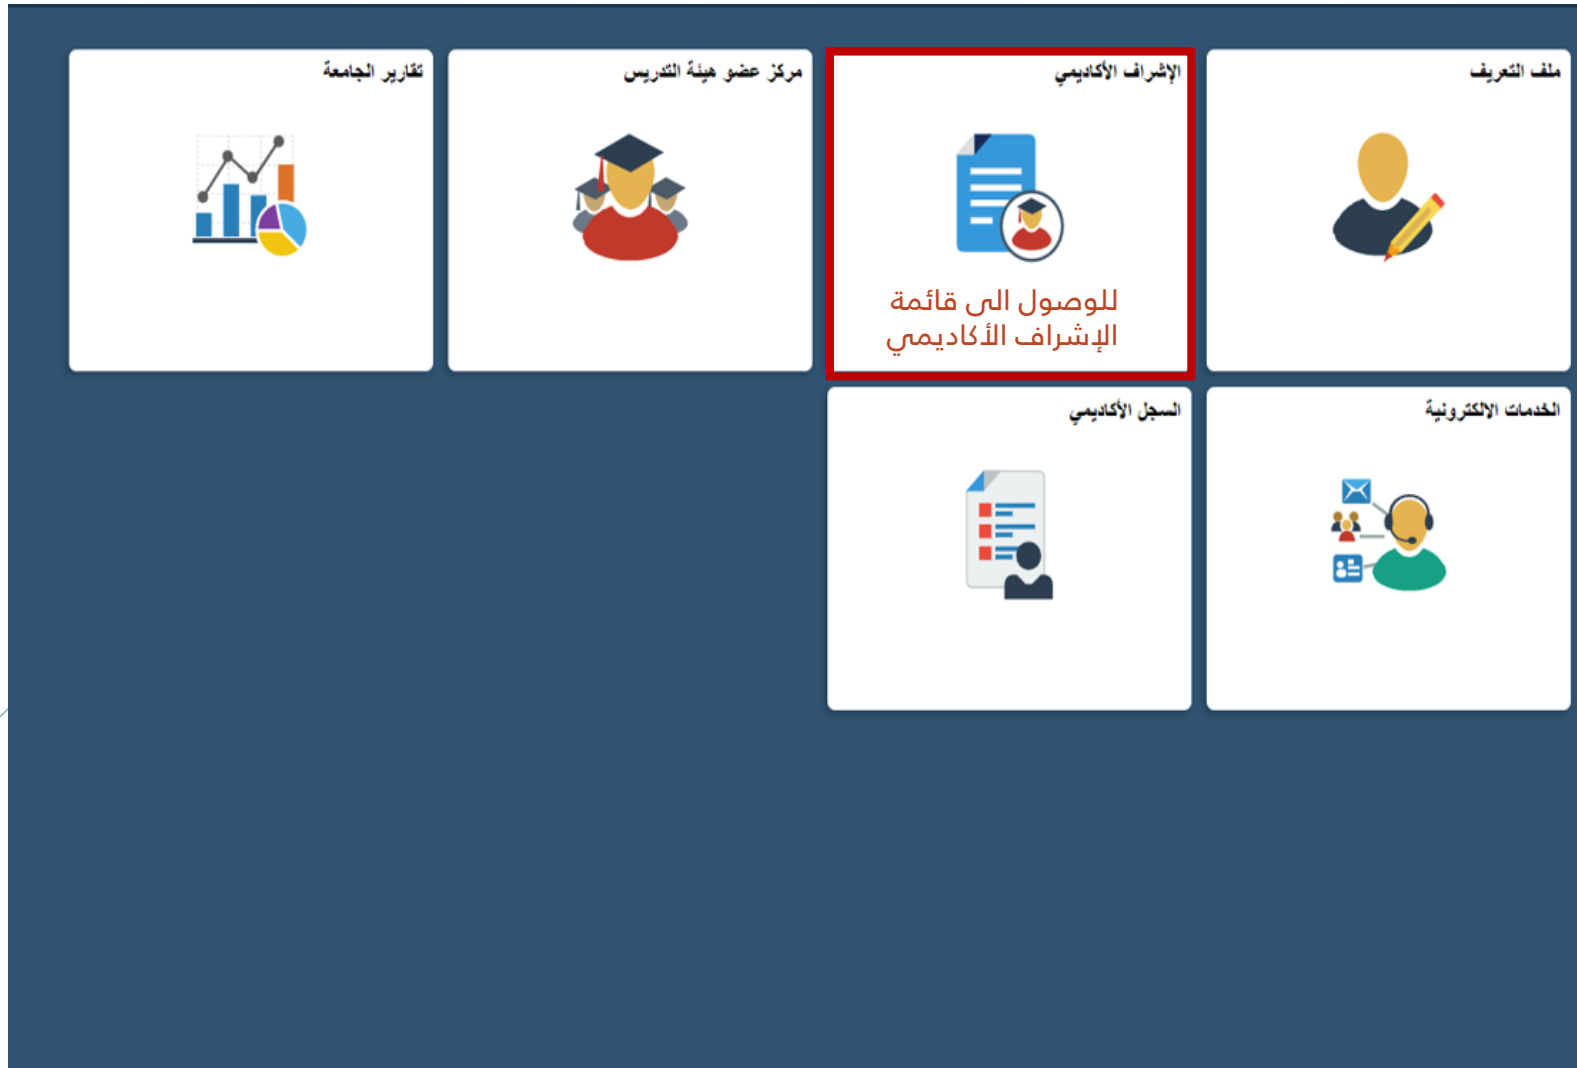 ملف التعريف
الإشراف الأكاديمي
للوصول الى قائمة
الإشراف الأكاديمي
مركز عضو هيئة التدريس
تقارير الجامعة
الخدمات الالكترونية
السجل الأكاديمي